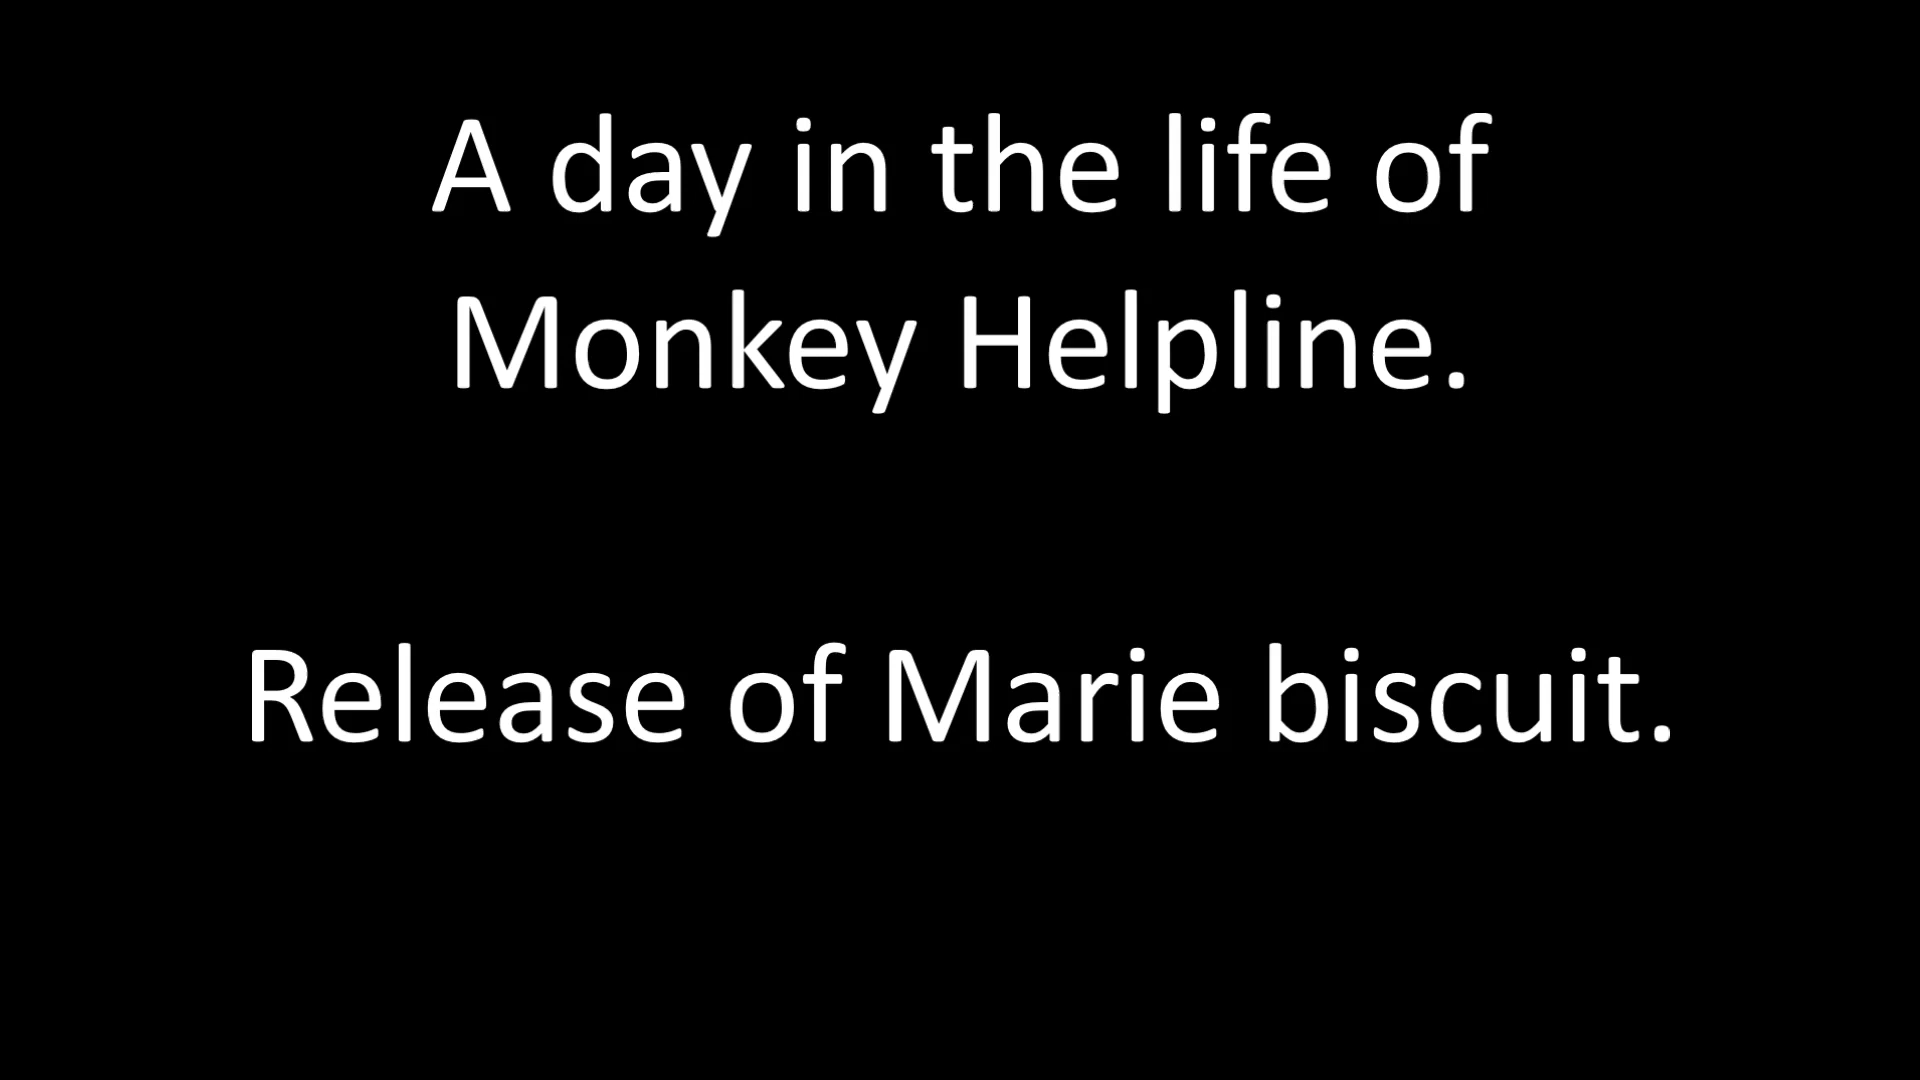 A day in the life of
Monkey Helpline.
Release of Marie biscuit.